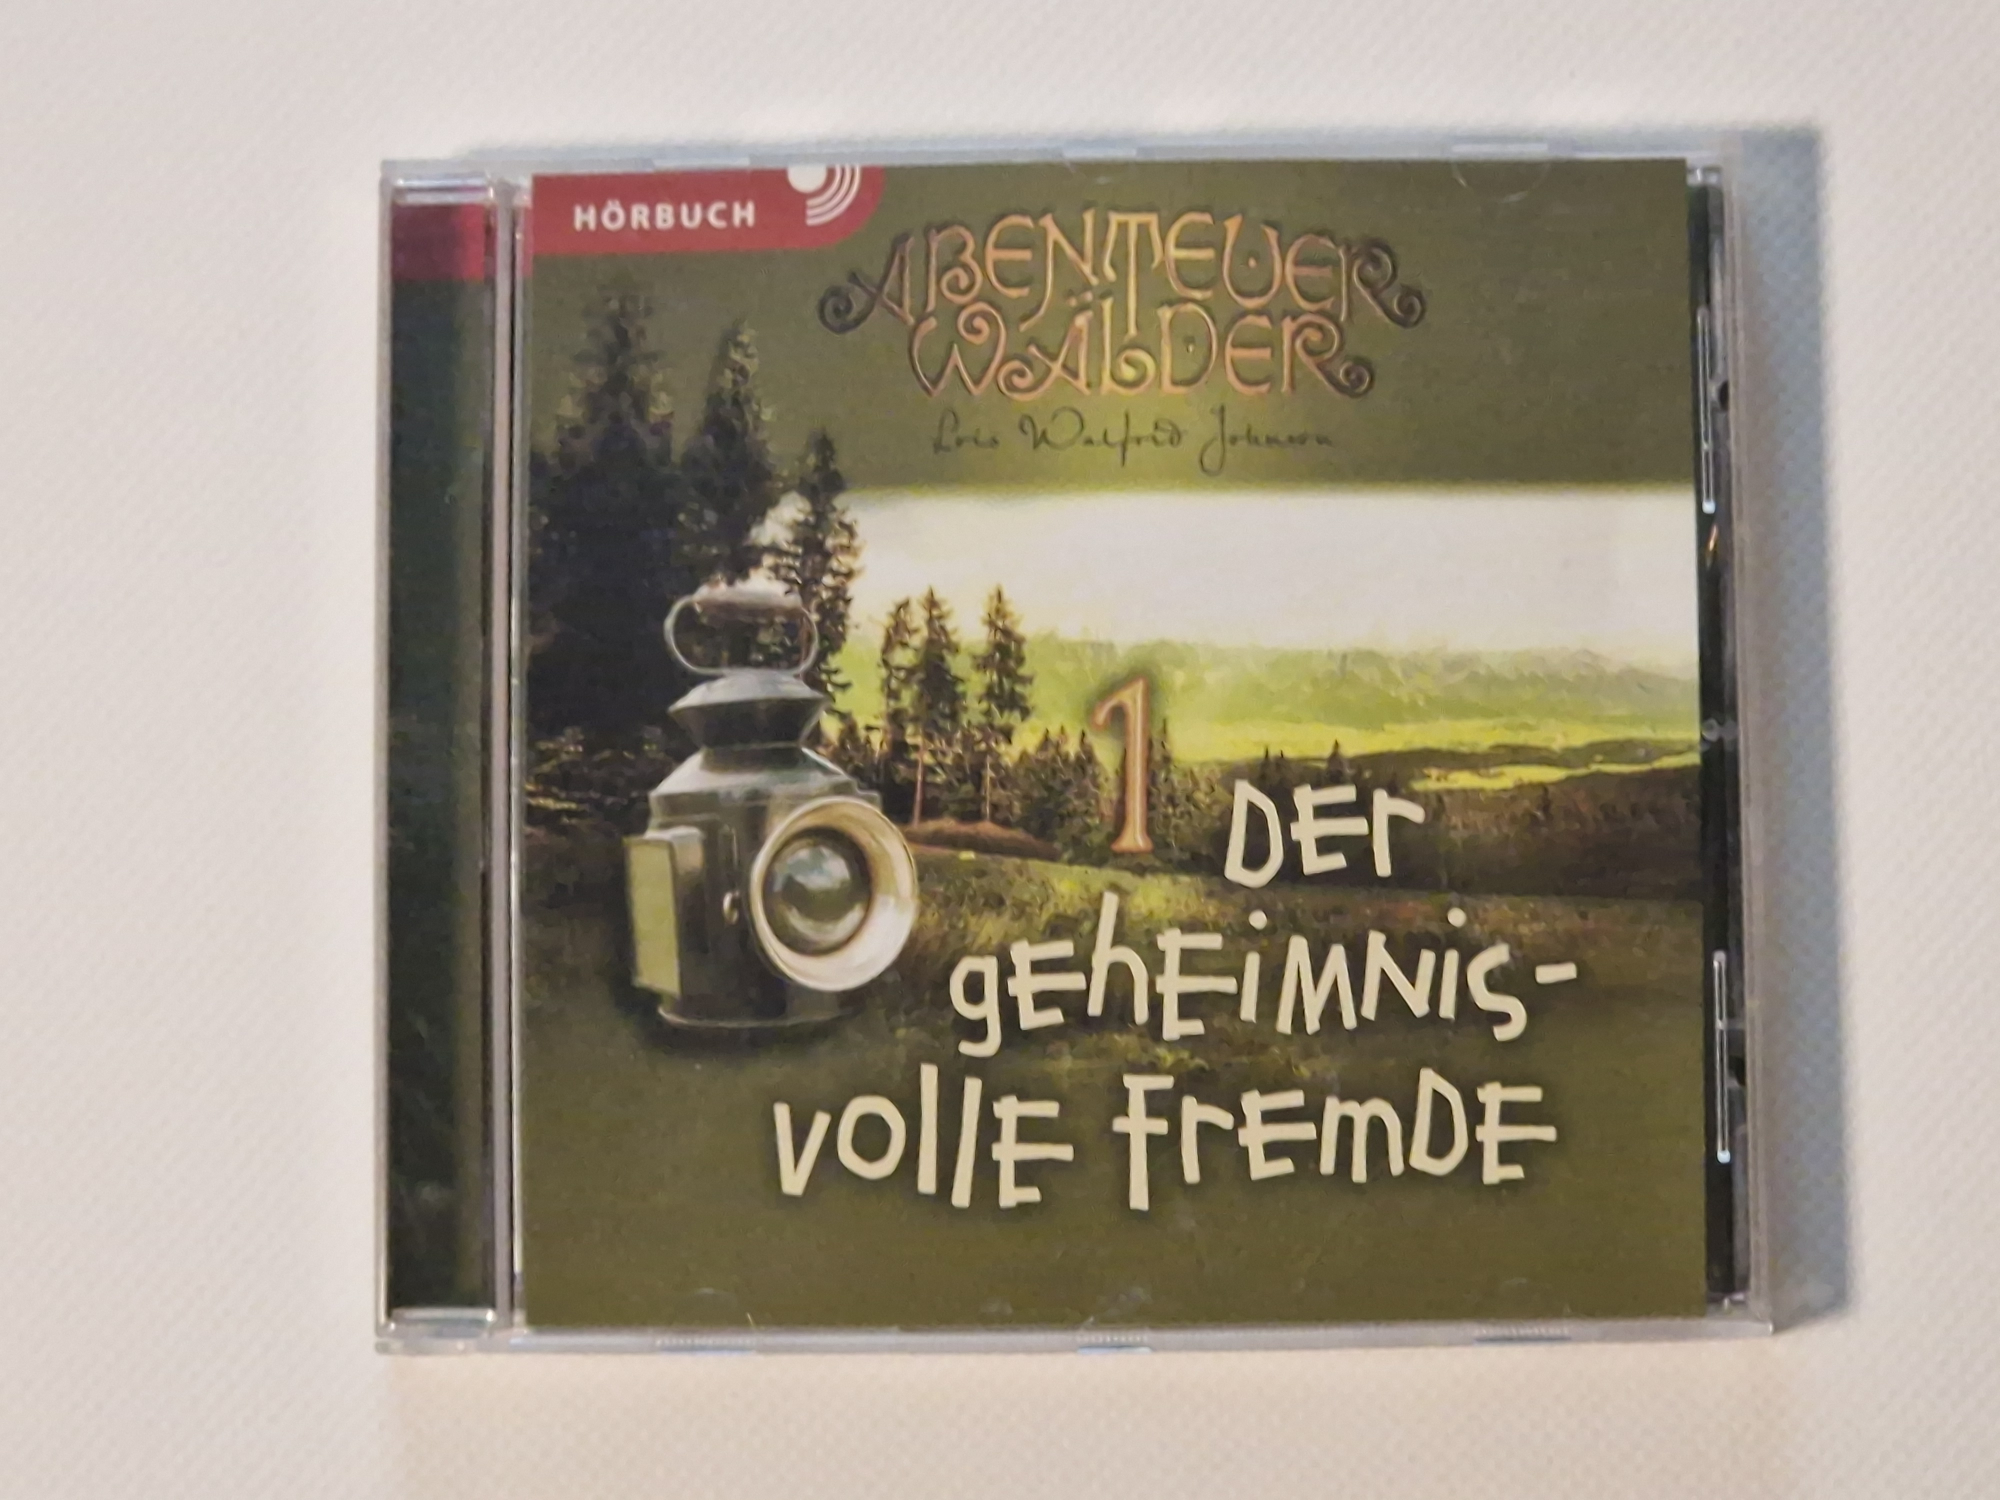 HÖRBUCH
ABENTEUER
WÄLDER
Lois Walfrid Johnson
1 Der
geheimnis-
volle Fremde